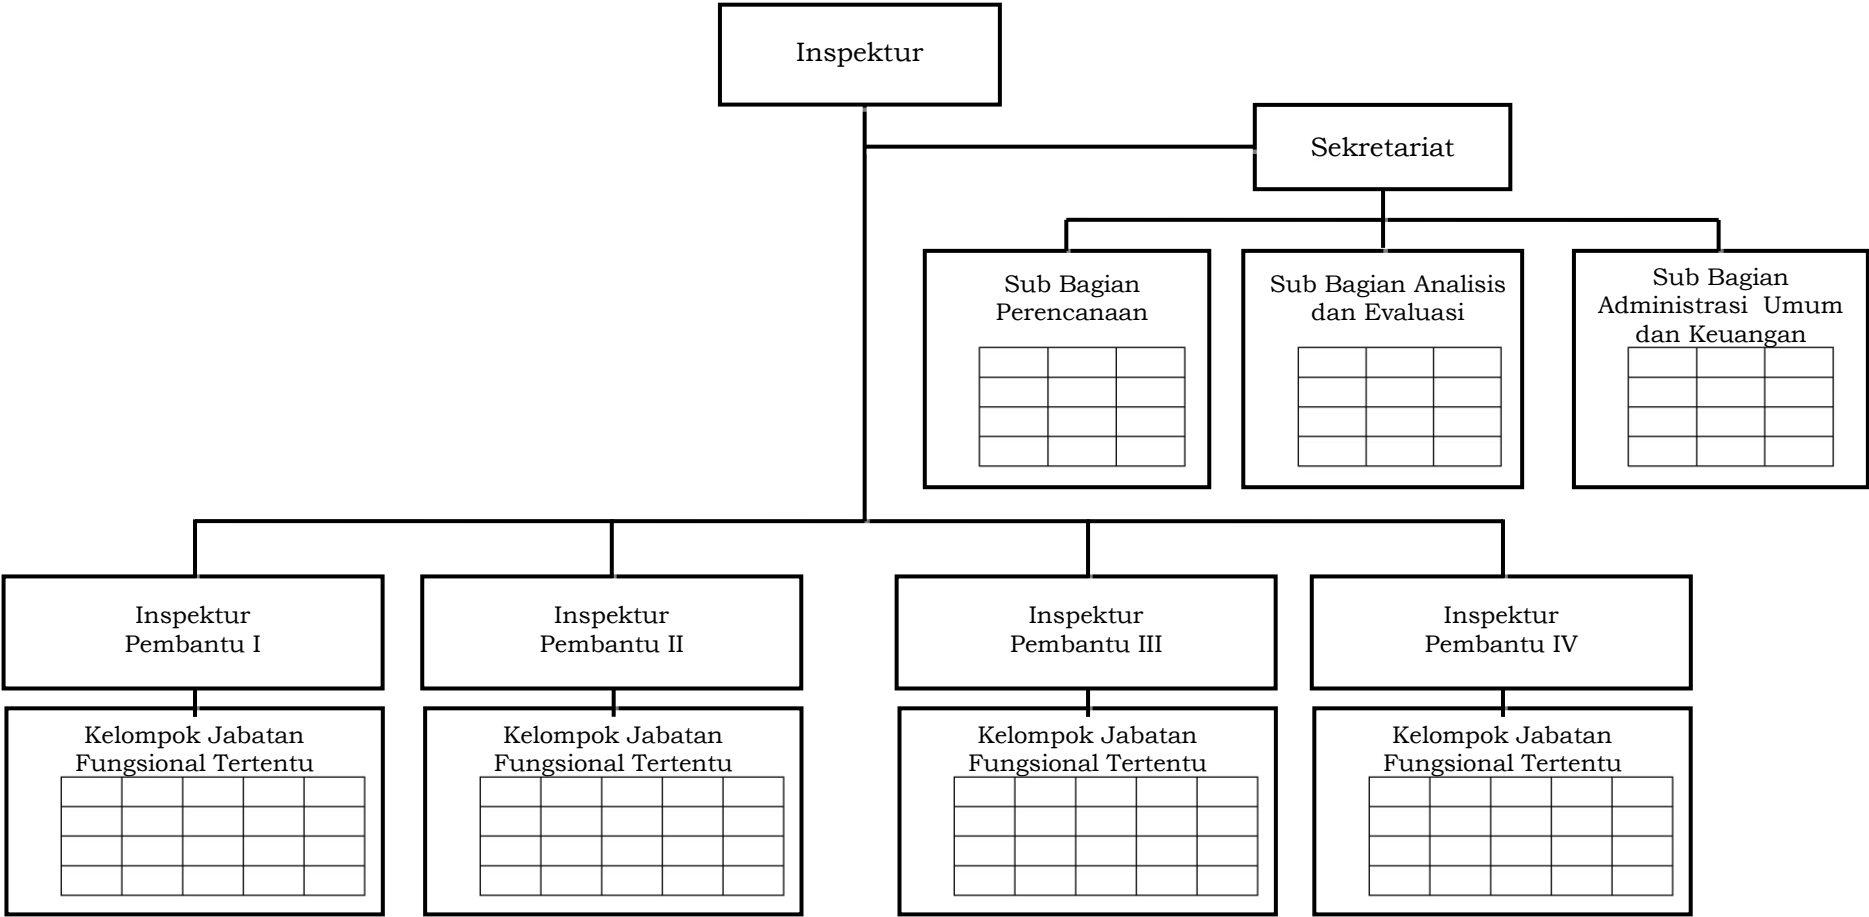 Inspektur
Sekretariat
Sub Bagian
Perencanaan
Sub Bagian Analisis
dan Evaluasi
Sub Bagian
Administrasi  Umum
dan Keuangan
Inspektur
Pembantu I
Inspektur
Pembantu II
Inspektur
Pembantu III
Inspektur
Pembantu IV
Kelompok Jabatan
Fungsional Tertentu
Kelompok Jabatan
Fungsional Tertentu
Kelompok Jabatan
Fungsional Tertentu
Kelompok Jabatan
Fungsional Tertentu